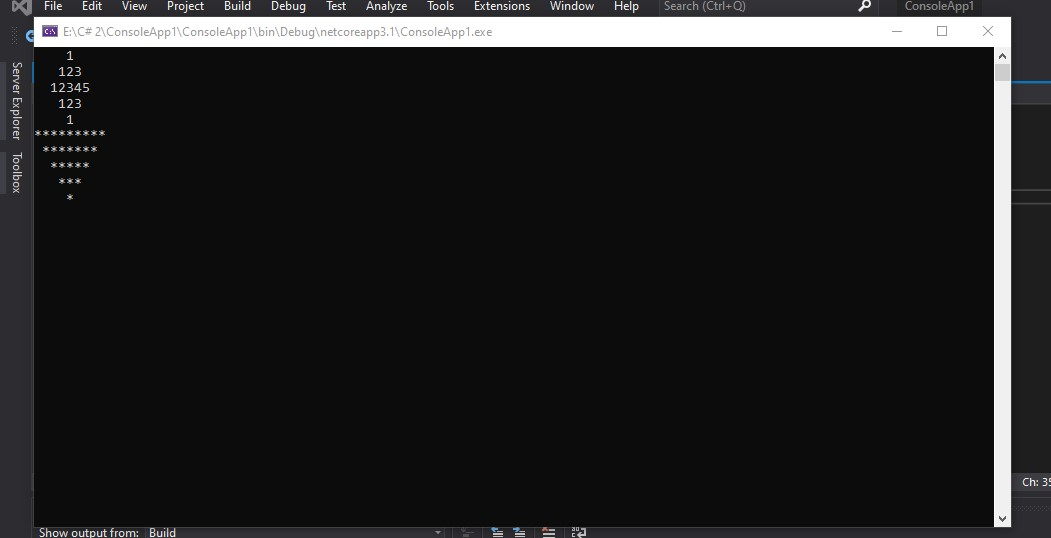 File Edit View Project Build Debug Test Analyze Tools Extensions Window Help Search (Ctrl+Q) ConsoleApp1
E:\C# 2\ConsoleApp1\ConsoleApp1\bin\Debug\netcoreapp3.1\ConsoleApp1.exe
Server Explorer
Toolbox
    1
   123
  12345
   123
    1
*********
 *******
  *****
   ***
    *
Ch: 35
Show output from: Build